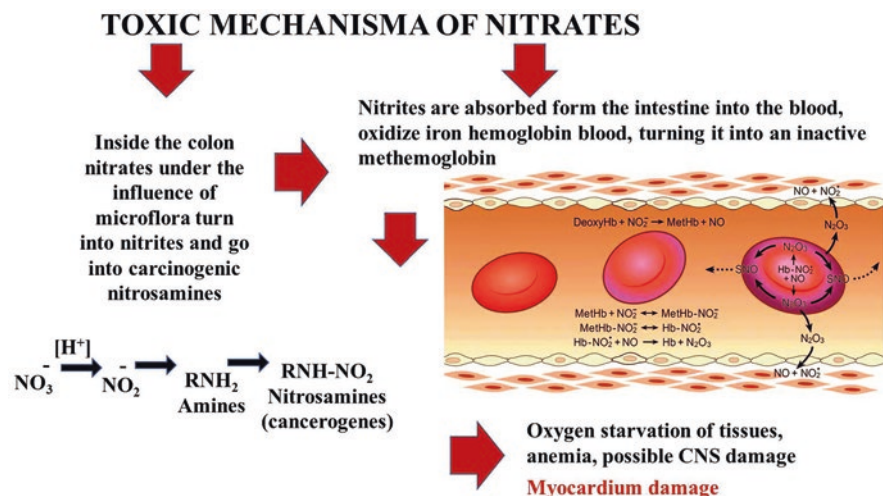 TOXIC MECHANISMA OF NITRATES
Inside the colon
nitrates under the
influence of
microflora turn
into nitrites and go
into carcinogenic
nitrosamines
Nitrites are absorbed form the intestine into the blood,
oxidize iron hemoglobin blood, turning it into an inactive
methemoglobin
NO + NO₂•
N₂O₃
DeoxyHb + NO₂⁻ → MetHb + NO
N₂O₃
SNO
Hb-NO₂•
+ NO
SNO
N₂O₃
MetHb + NO₂⁻ ↔ MetHb-NO₂⁻
MetHb-NO₂⁻ ↔ Hb-NO₂•
Hb-NO₂• + NO → Hb + N₂O₃
N₂O₃
NO + NO₂•
[H⁺]
NO₃⁻ → NO₂⁻ → RNH₂ → RNH-NO₂
Amines
Nitrosamines
(cancerogenes)
Oxygen starvation of tissues,
anemia, possible CNS damage
Myocardium damage